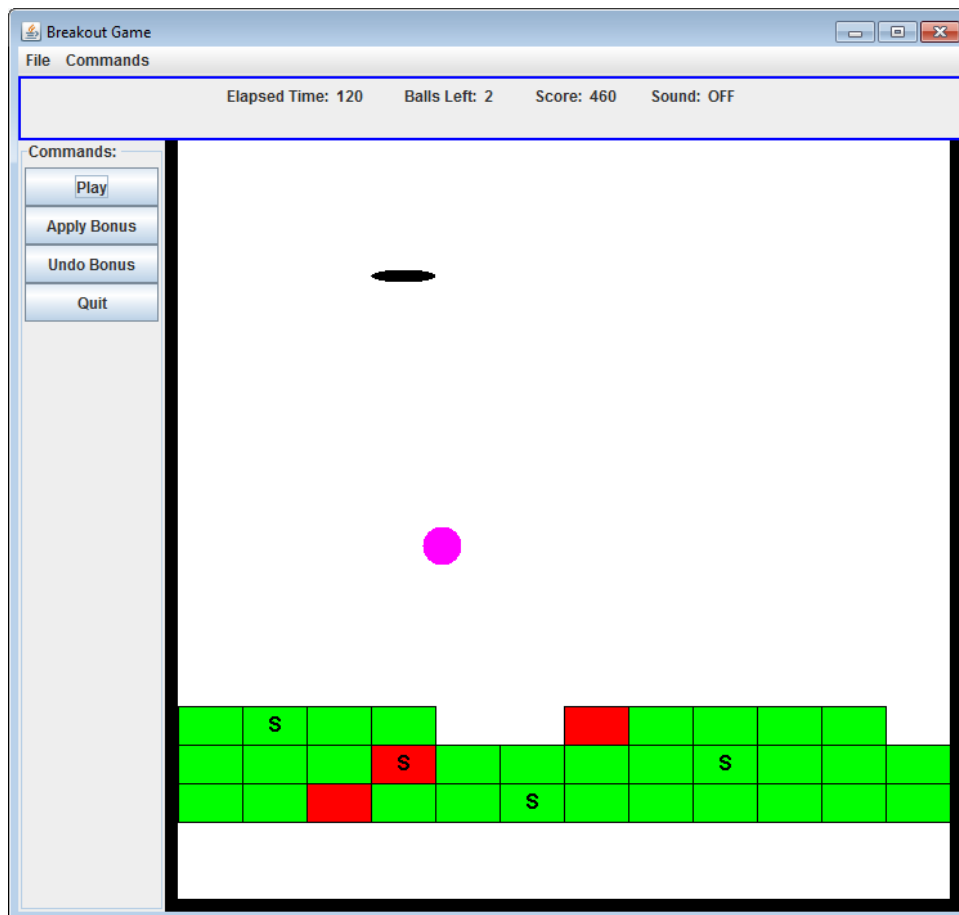 Breakout Game
File Commands
Elapsed Time: 120 Balls Left: 2 Score: 460 Sound: OFF
Commands:
Play
Apply Bonus
Undo Bonus
Quit
S
S S
S